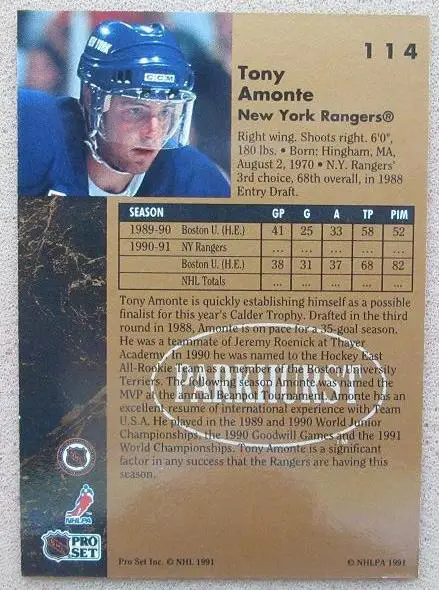 114
NEW YORK
CCM
Tony
Amonte
New York Rangers®
Right wing. Shoots right. 6'0",
180 lbs. • Born: Hingham, MA,
August 2, 1970 • N.Y. Rangers'
3rd choice, 68th overall, in 1988
Entry Draft.
SEASON GP G A TP PIM
1989-90 Boston U. (H.E.) 41 25 33 58 52
1990-91 NY Rangers ... ... ... ... ...
Boston U. (H.E.) 38 31 37 68 82
NHL Totals ... ... ... ... ...
Tony Amonte is quickly establishing himself as a possible
finalist for this year's Calder Trophy. Drafted in the third
round in 1988, Amonte is on pace for a 35-goal season.
He was a teammate of Jeremy Roenick at Thayer
Academy. In 1990 he was named to the Hockey East
All-Rookie team as a member of the Boston University
Terriers. The following season Amonte was named the
MVP at the Beanpot Amonte has an
excellent resume of international experience with Team
U.S.A. He played in the 1989 and 1990 World Junior
Championships, the 1990 Goodwill Games and the 1991
World Championships. Tony Amonte is a significant
factor in any success that the Rangers are having this
season.
PARKHURST
NHLPA
NHL PRO
SET
Pro Set Inc. © NHL 1991 © NHLPA 1991